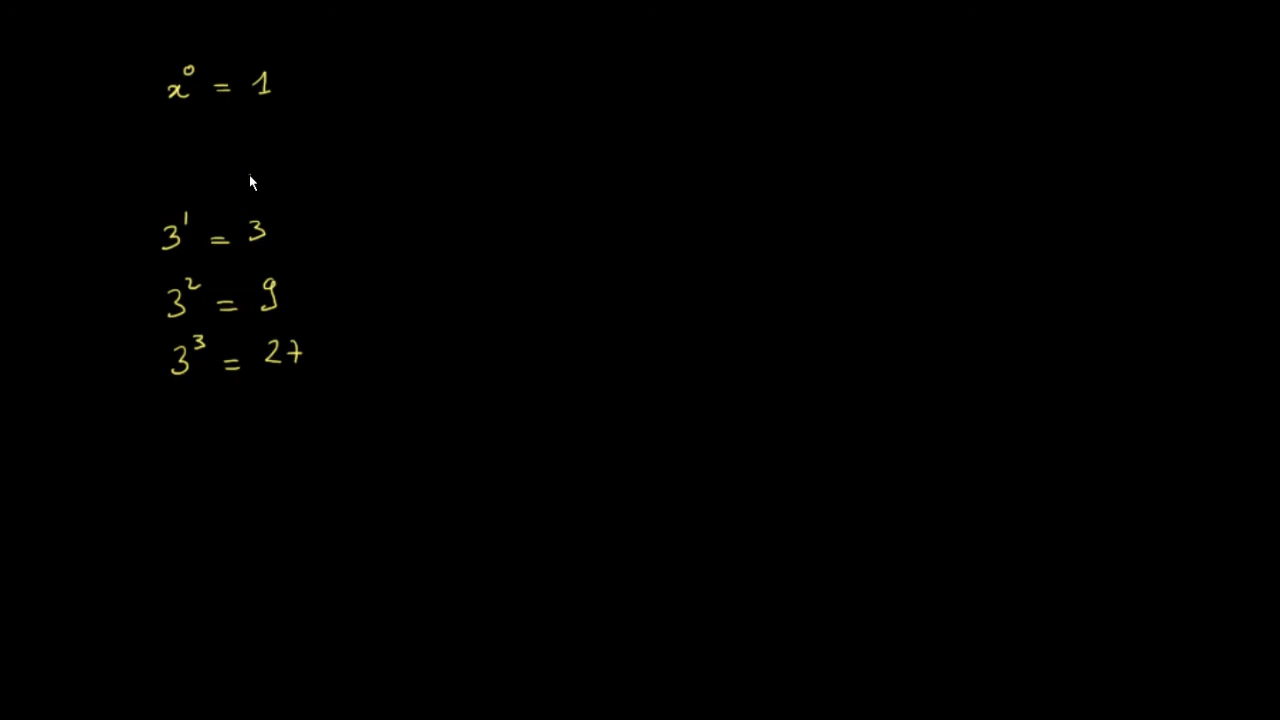 x⁰ = 1
3¹ = 3
3² = 9
3³ = 27